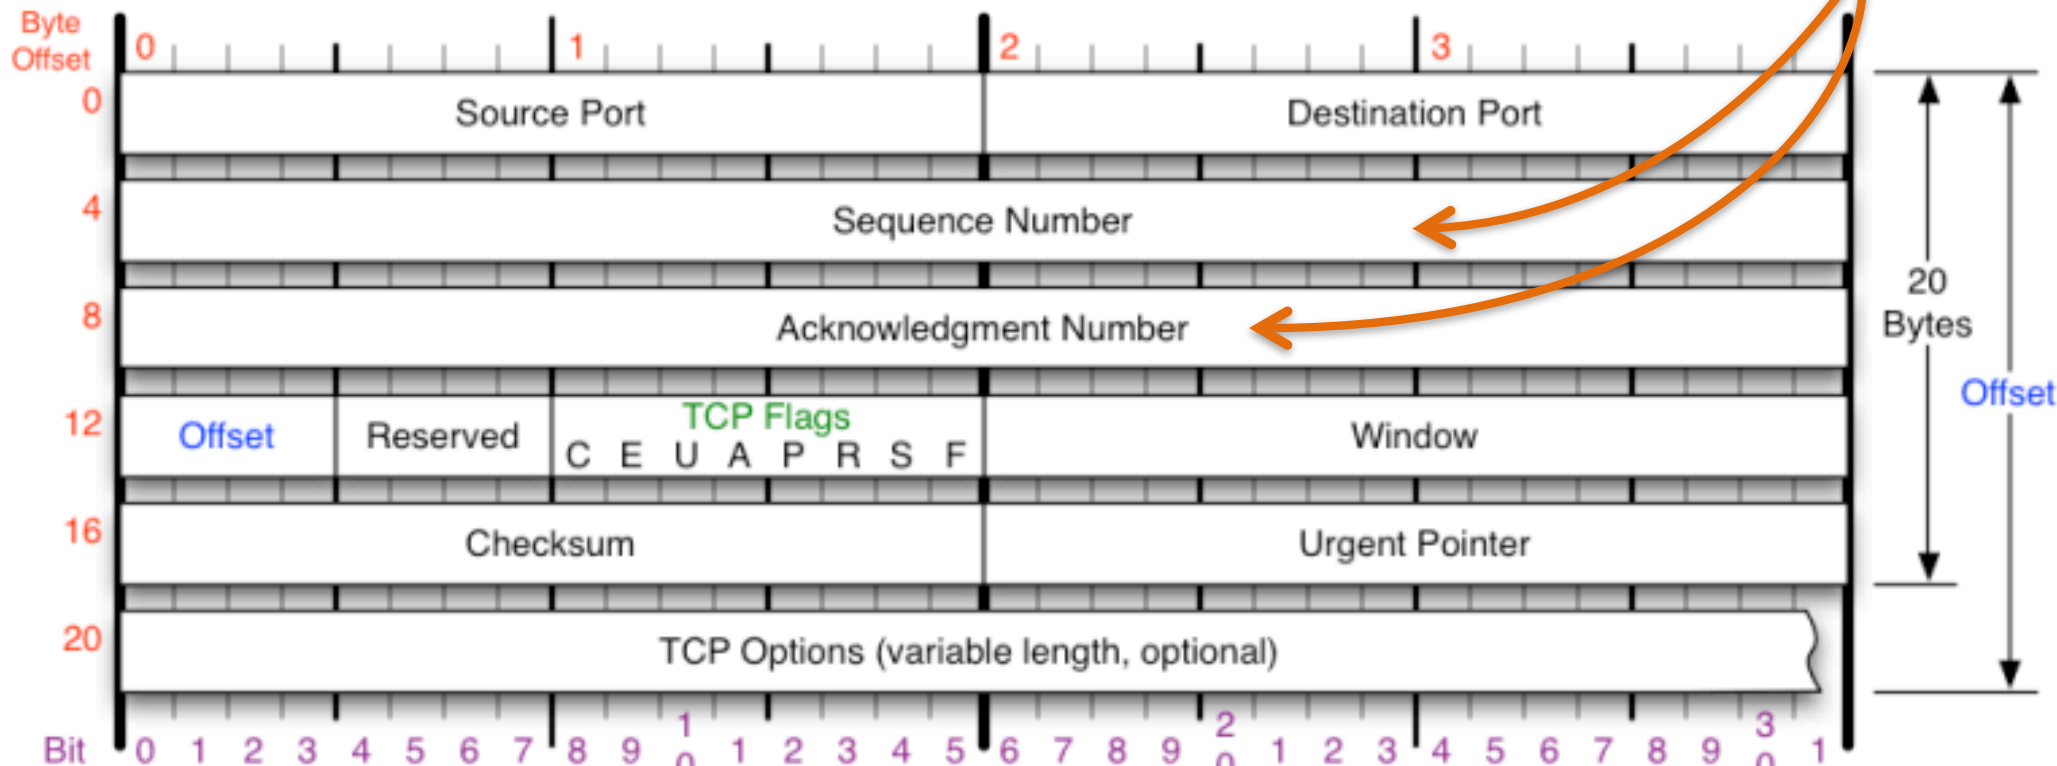 Byte
Offset
0 1 2 3
0 Source Port Destination Port
4 Sequence Number
8 Acknowledgment Number
20
Bytes
Offset
12 Offset Reserved TCP Flags Window
C E U A P R S F
16 Checksum Urgent Pointer
20 TCP Options (variable length, optional)
Bit 0 1 2 3 4 5 6 7 8 9 10 1 2 3 4 5 6 7 8 9 20 1 2 3 4 5 6 7 8 9 30 1